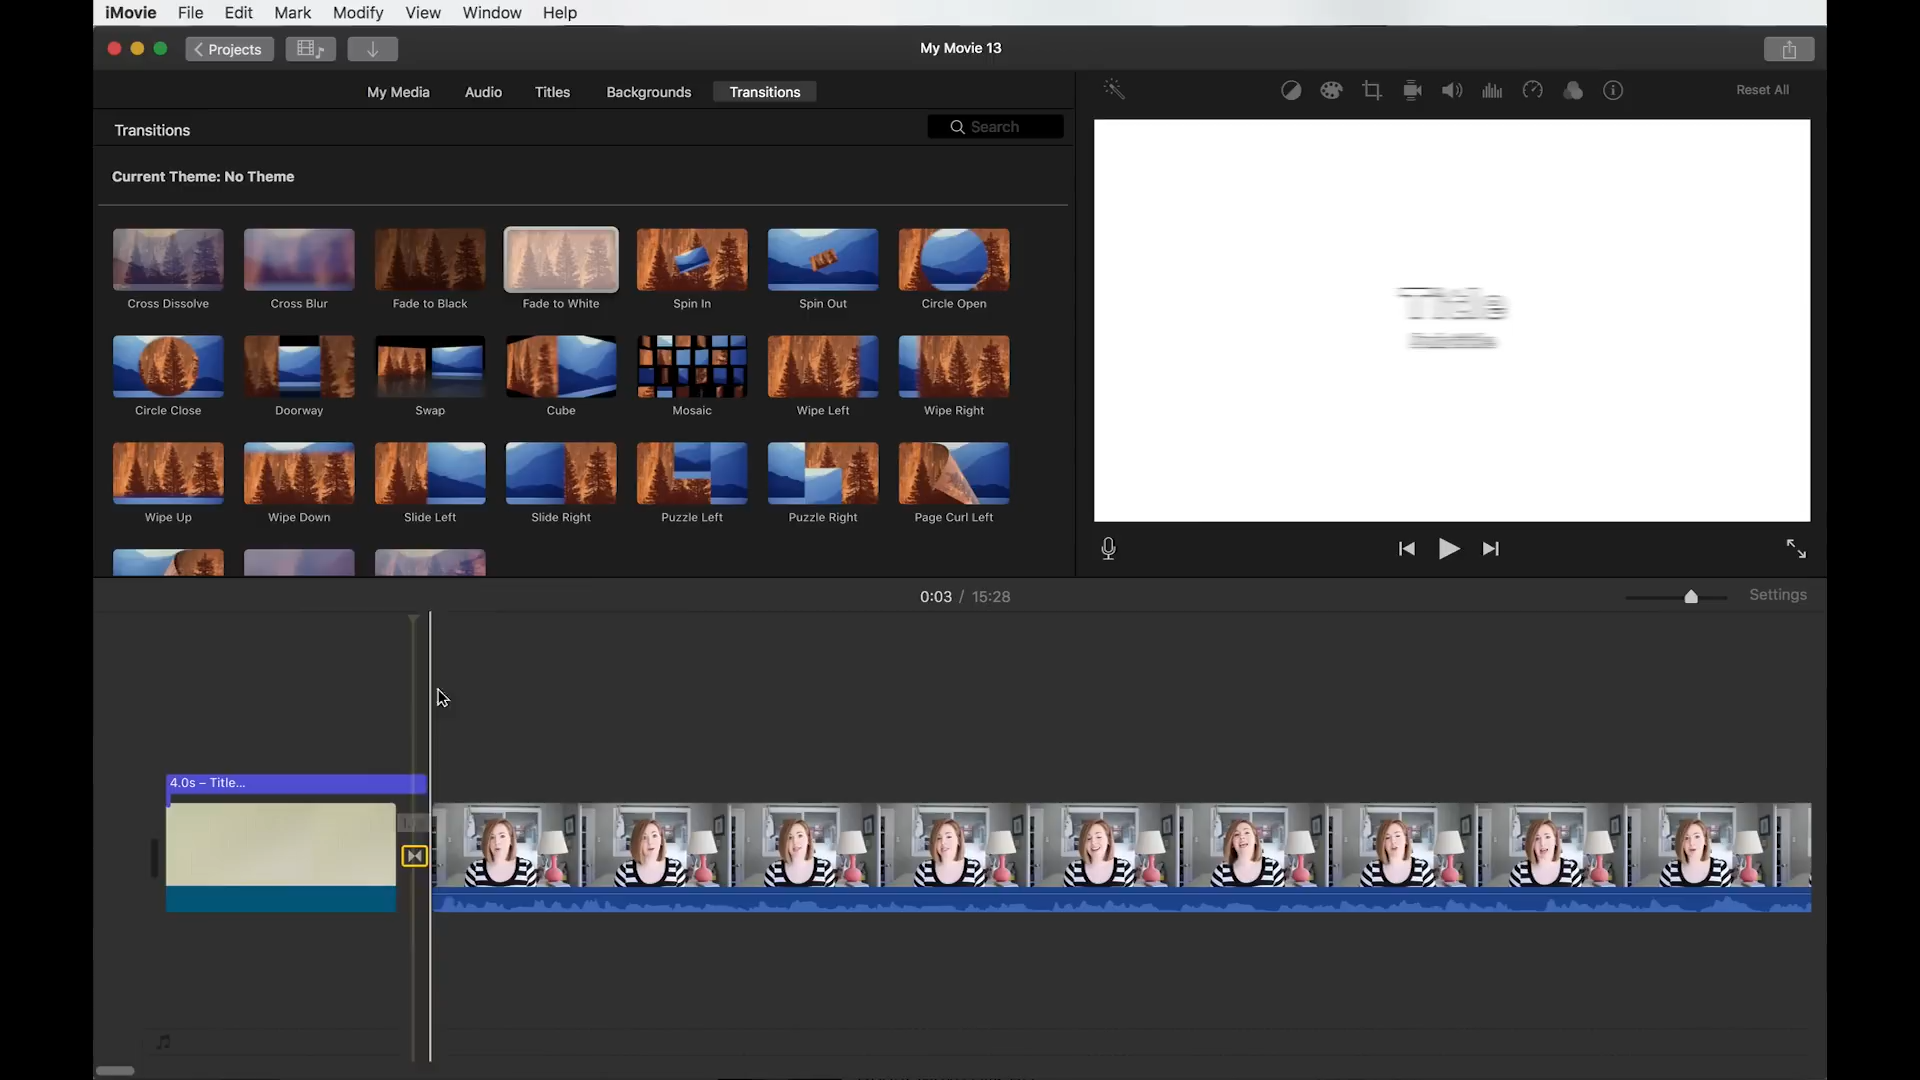 iMovie File Edit Mark Modify View Window Help
Projects
My Movie 13
My Media Audio Titles Backgrounds Transitions
Reset All
Transitions
Search
Current Theme: No Theme
Cross Dissolve Cross Blur Fade to Black Fade to White Spin In Spin Out Circle Open
Circle Close Doorway Swap Cube Mosaic Wipe Left Wipe Right
Wipe Up Wipe Down Slide Left Slide Right Puzzle Left Puzzle Right Page Curl Left
Title
0:03 / 15:28
Settings
4.0s – Title...